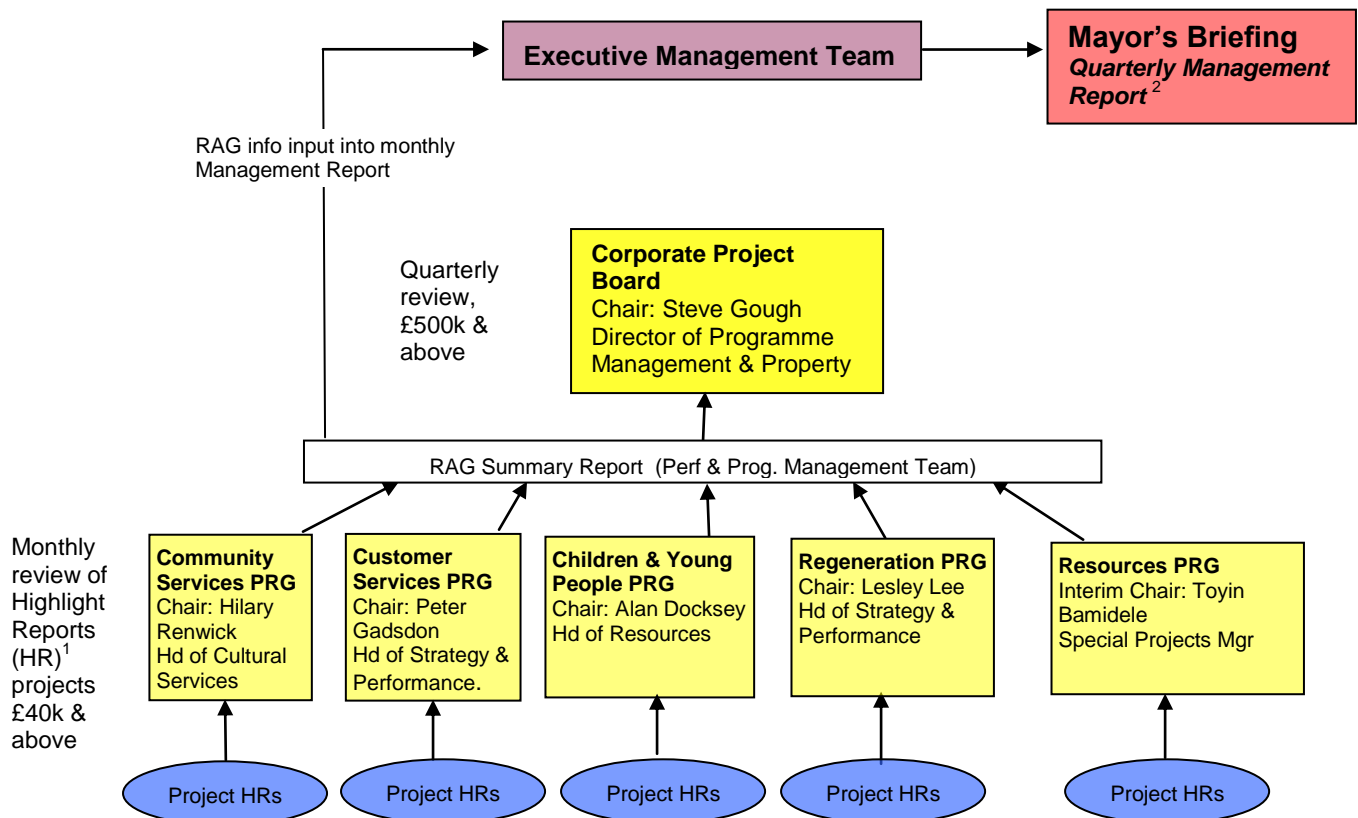 Executive Management Team
Mayor's Briefing
Quarterly Management
Report 2
RAG info input into monthly
Management Report
Quarterly
review,
£500k &
above
Corporate Project
Board
Chair: Steve Gough
Director of Programme
Management & Property
RAG Summary Report (Perf & Prog. Management Team)
Monthly
review of
Highlight
Reports
(HR)1
projects
£40k &
above
Community
Services PRG
Chair: Hilary
Renwick
Hd of Cultural
Services
Customer
Services PRG
Chair: Peter
Gadsdon
Hd of Strategy &
Performance.
Children & Young
People PRG
Chair: Alan Docksey
Hd of Resources
Regeneration PRG
Chair: Lesley Lee
Hd of Strategy &
Performance
Resources PRG
Interim Chair: Toyin
Bamidele
Special Projects Mgr
Project HRs
Project HRs
Project HRs
Project HRs
Project HRs